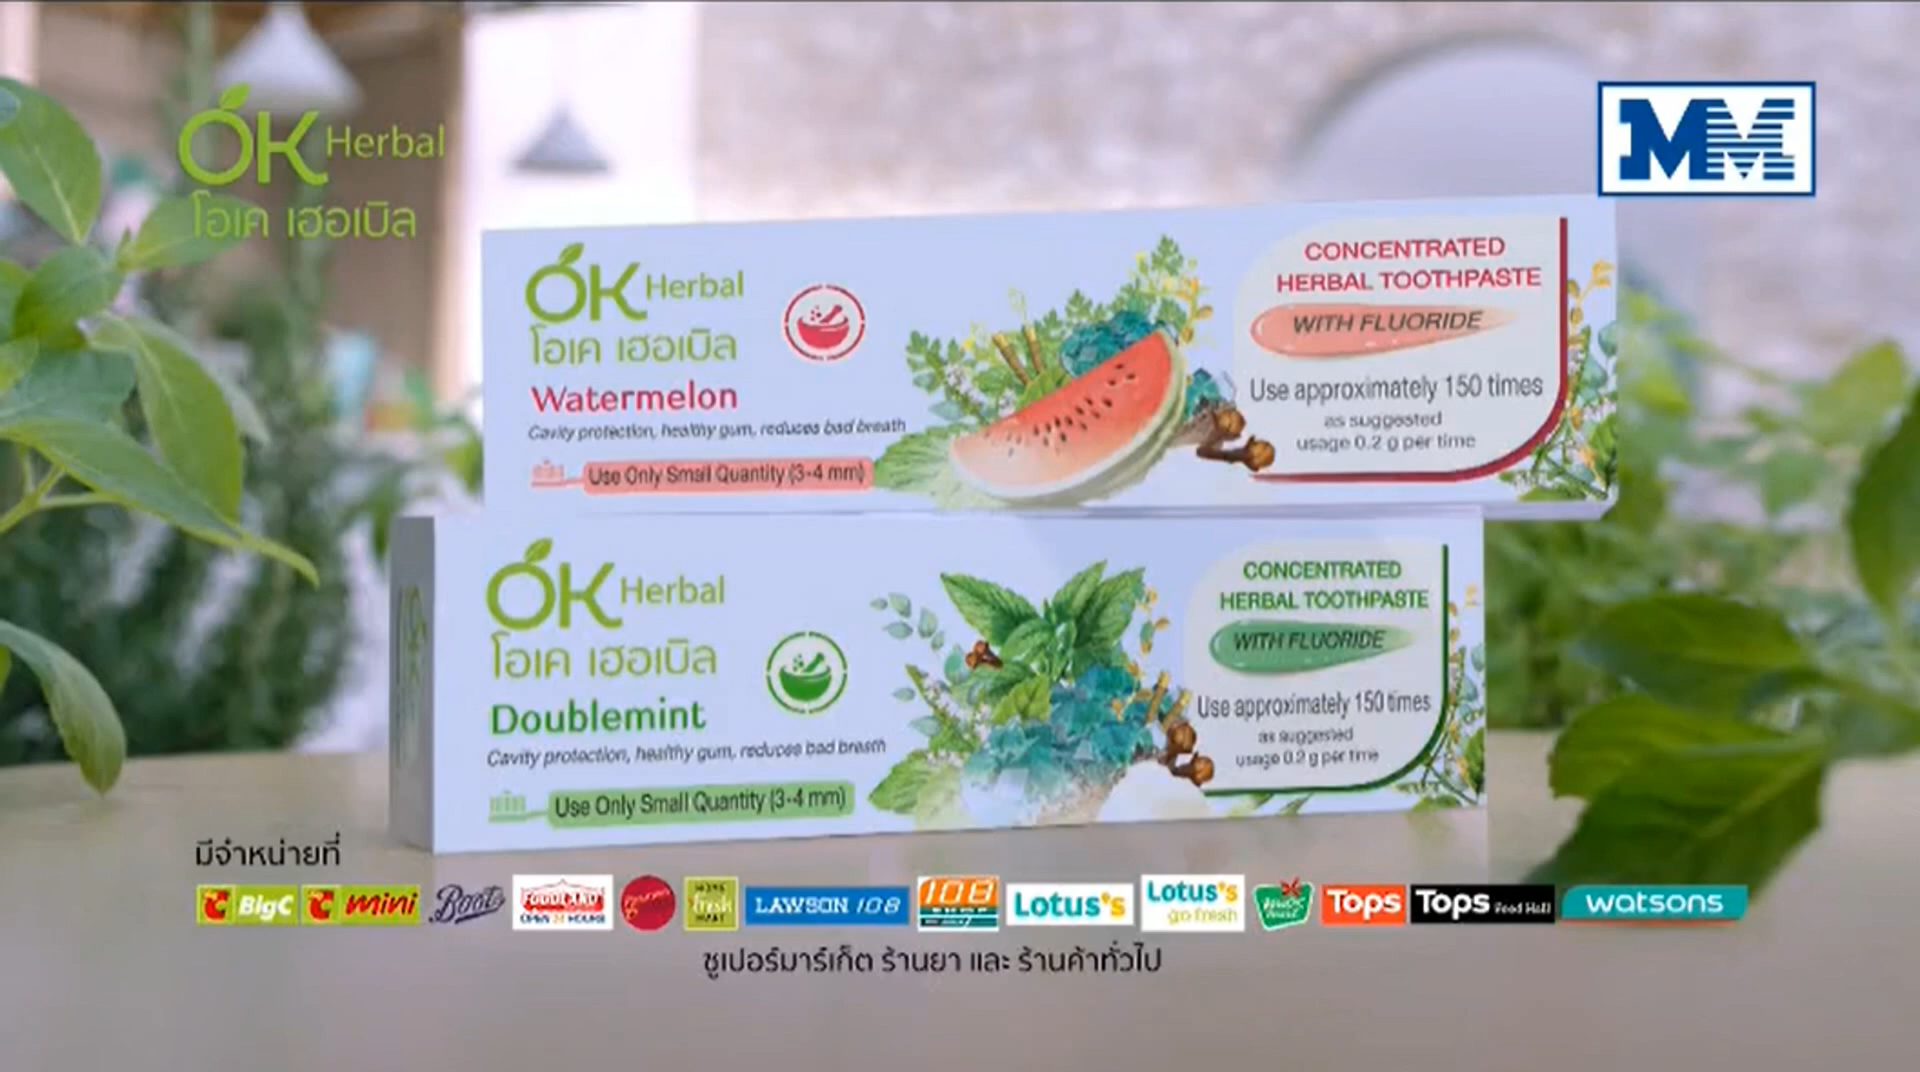 OK Herbal
โอเค เฮอเบิล
MM
OK Herbal
โอเค เฮอเบิล
Watermelon
Cavity protection, healthy gum, reduces bad breath
Use Only Small Quantity (3-4 mm)
CONCENTRATED
HERBAL TOOTHPASTE
WITH FLUORIDE
Use approximately 150 times
as suggested
usage 0.2 g per time
OK Herbal
โอเค เฮอเบิล
Doublemint
Cavity protection, healthy gum, reduces bad breath
Use Only Small Quantity (3-4 mm)
CONCENTRATED
HERBAL TOOTHPASTE
WITH FLUORIDE
Use approximately 150 times
as suggested
usage 0.2 g per time
มีจำหน่ายที่
BigC mini Boots FOODLAND OPEN 24 HOURS fresh LAWSON 108 108 SHOP Lotus's Lotus's go fresh Tops Tops Food Hall watsons
ซูเปอร์มาร์เก็ต ร้านยา และ ร้านค้าทั่วไป